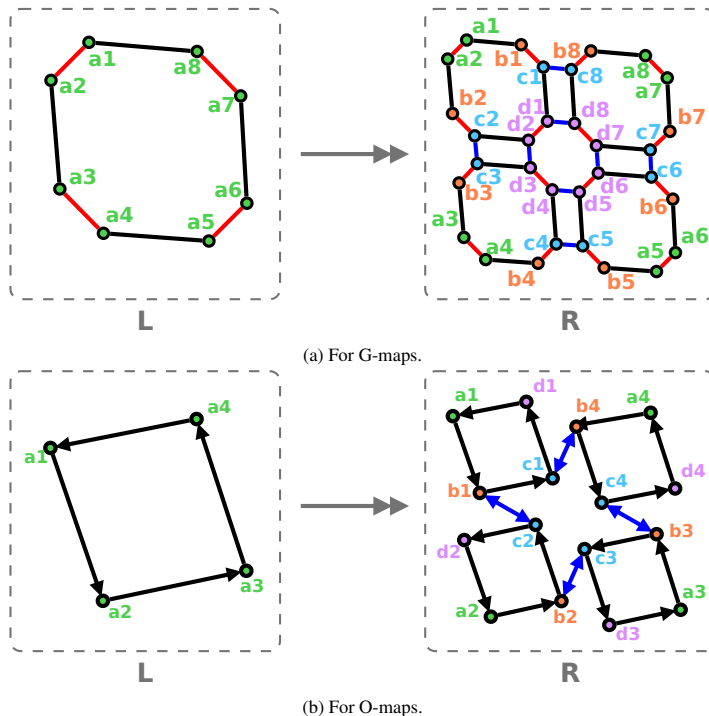 a1
a8
a2
a7
a3
a6
a4
a5
L
a1
b1
b8
a2
a8
c1
c8
a7
b2
d1
d8
b7
c2
d2
d7
c7
c3
d3
d6
c6
b3
d4
d5
b6
a3
a6
a4
c4
c5
a5
b4
b5
R
(a) For G-maps.
a4
a1
a3
a2
L
d1
b4
a4
a1
c1
c4
d4
b1
b3
d2
c2
c3
a2
b2
a3
d3
R
(b) For O-maps.